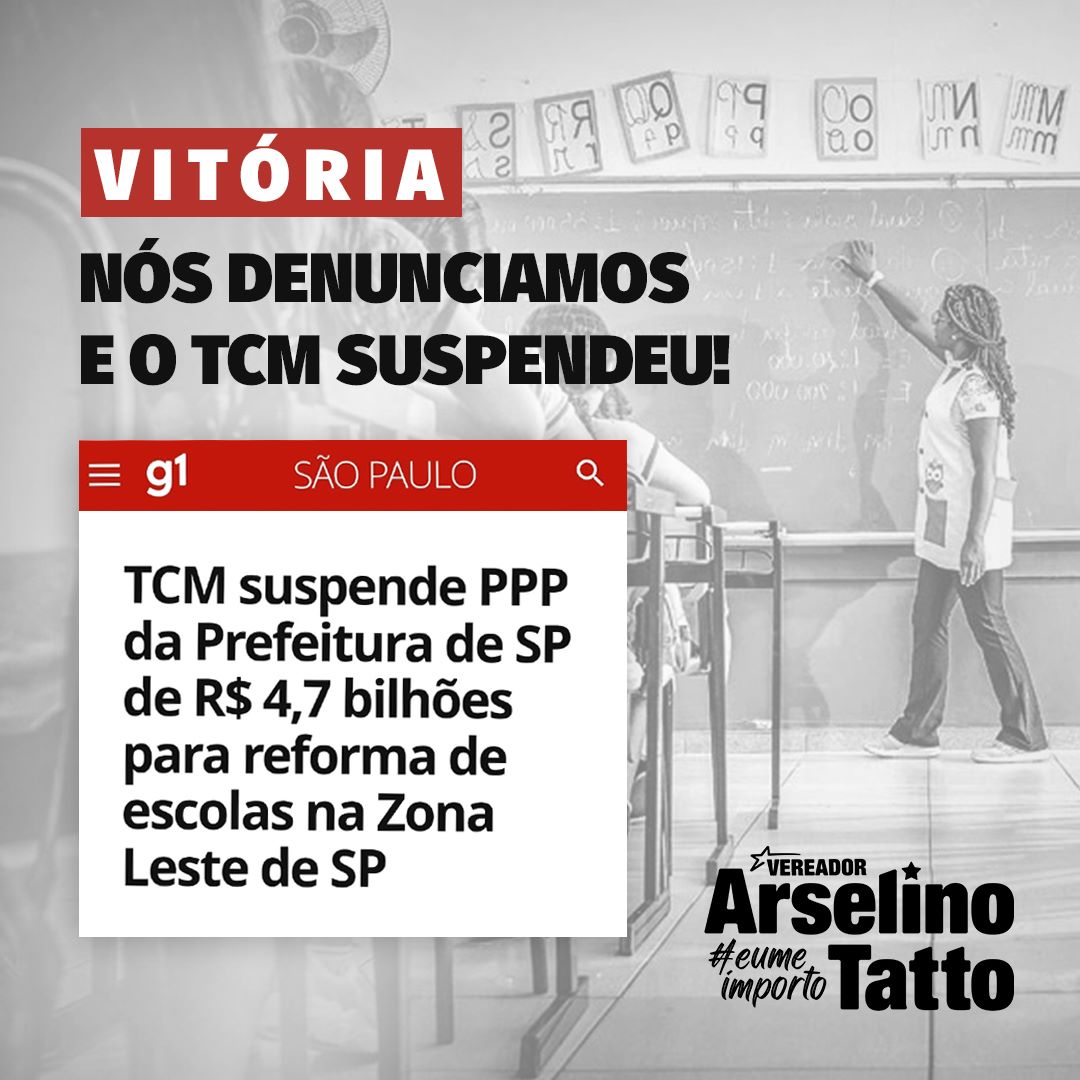 VITÓRIA
NÓS DENUNCIAMOS
E O TCM SUSPENDEU!
g1 SÃO PAULO
TCM suspende PPP
da Prefeitura de SP
de R$ 4,7 bilhões
para reforma de
escolas na Zona
Leste de SP
VEREADOR
Arselino
#eume
importo
Tatto